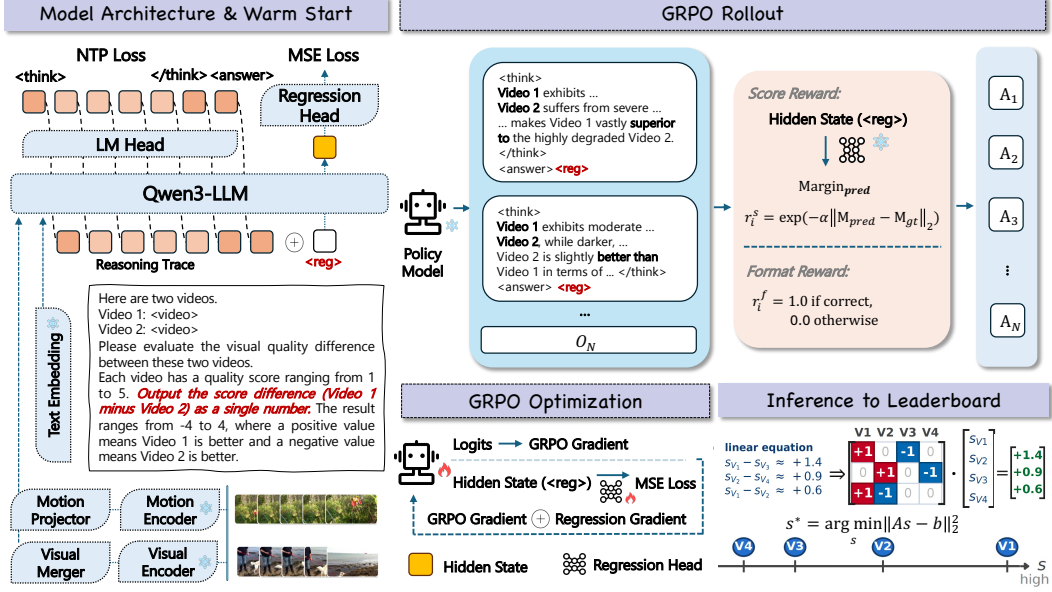 Model Architecture & Warm Start
NTP Loss
MSE Loss
<think>
</think>
<answer>
Regression
Head
LM Head
Qwen3-LLM
Reasoning Trace
<reg>
Text Embedding
Here are two videos.
Video 1: <video>
Video 2: <video>
Please evaluate the visual quality difference
between these two videos.
Each video has a quality score ranging from 1
to 5. Output the score difference (Video 1
minus Video 2) as a single number. The result
ranges from -4 to 4, where a positive value
means Video 1 is better and a negative value
means Video 2 is better.
Motion
Projector
Motion
Encoder
Visual
Merger
Visual
Encoder
GRPO Rollout
Policy
Model
<think>
Video 1 exhibits ...
Video 2 suffers from severe ...
... makes Video 1 vastly superior
to the highly degraded Video 2.
</think>
<answer> <reg>
<think>
Video 1 exhibits moderate ...
Video 2, while darker, ...
Video 2 is slightly better than
Video 1 in terms of ... </think>
<answer> <reg>
...
O_N
Score Reward:
Hidden State (<reg>)
Margin_pred
r_i^s = exp(−α‖M_pred − M_gt‖_2)
Format Reward:
r_i^f = 1.0 if correct,
0.0 otherwise
A_1
A_2
A_3
⋮
A_N
GRPO Optimization
Logits → GRPO Gradient
Hidden State (<reg>) → MSE Loss
GRPO Gradient + Regression Gradient
Hidden State
Regression Head
Inference to Leaderboard
linear equation
s_V1 − s_V3 ≈ +1.4
s_V2 − s_V4 ≈ +0.9
s_V1 − s_V2 ≈ +0.6
⇒
V1 V2 V3 V4
+1 0 -1 0
0 +1 0 -1
+1 -1 0 0
·
s_V1
s_V2
s_V3
s_V4
=
+1.4
+0.9
+0.6
s* = arg min_s ‖As − b‖_2^2
V4 V3 V2 V1
s
high